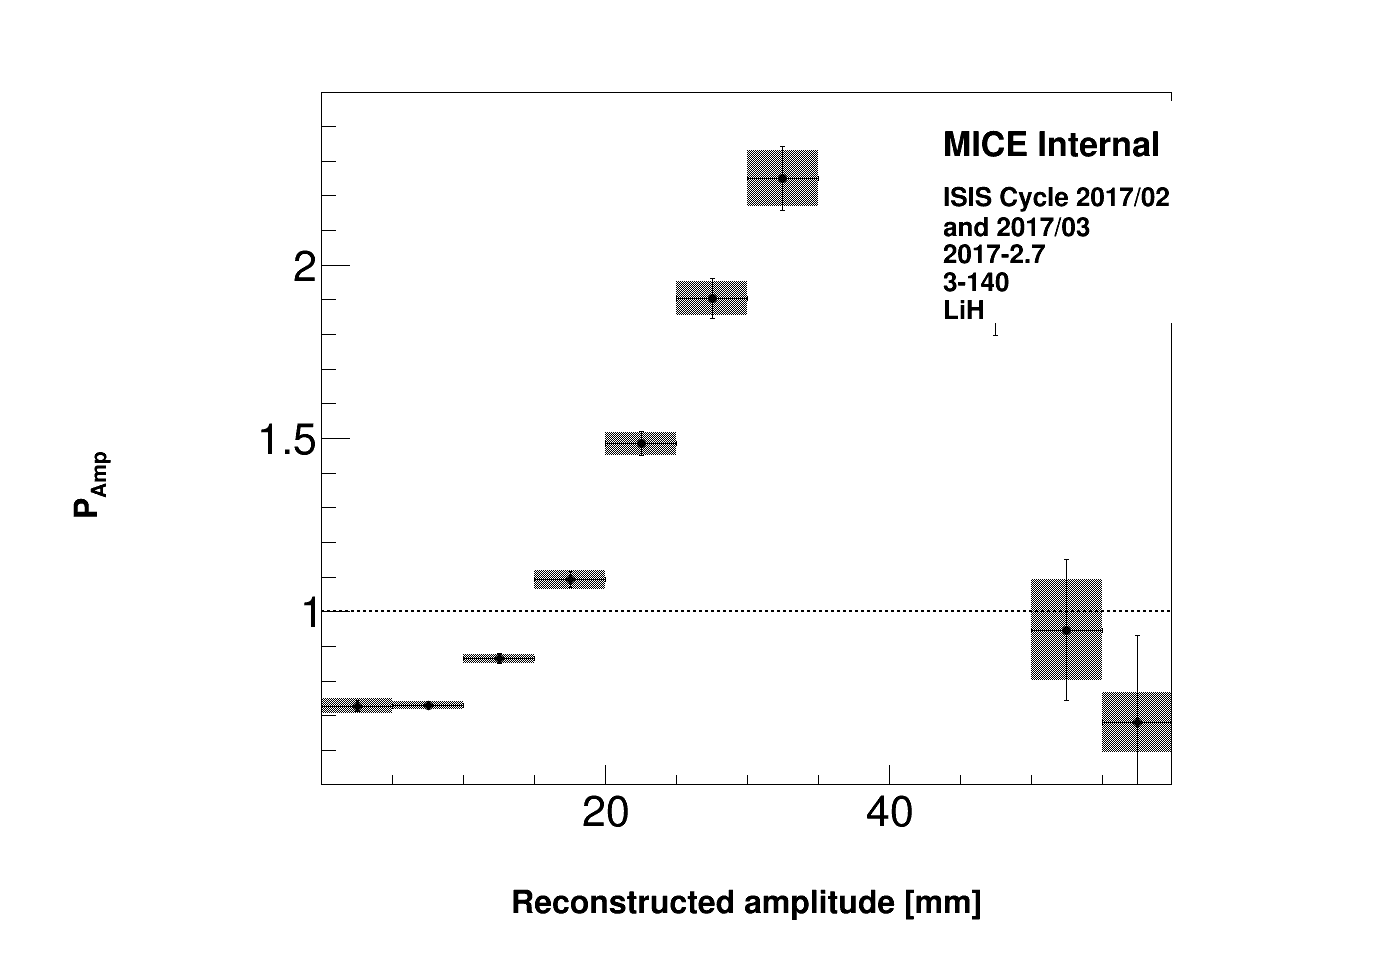 MICE Internal
ISIS Cycle 2017/02
and 2017/03
2017-2.7
3-140
LiH
2
1.5
1
P_Amp
20
40
Reconstructed amplitude [mm]